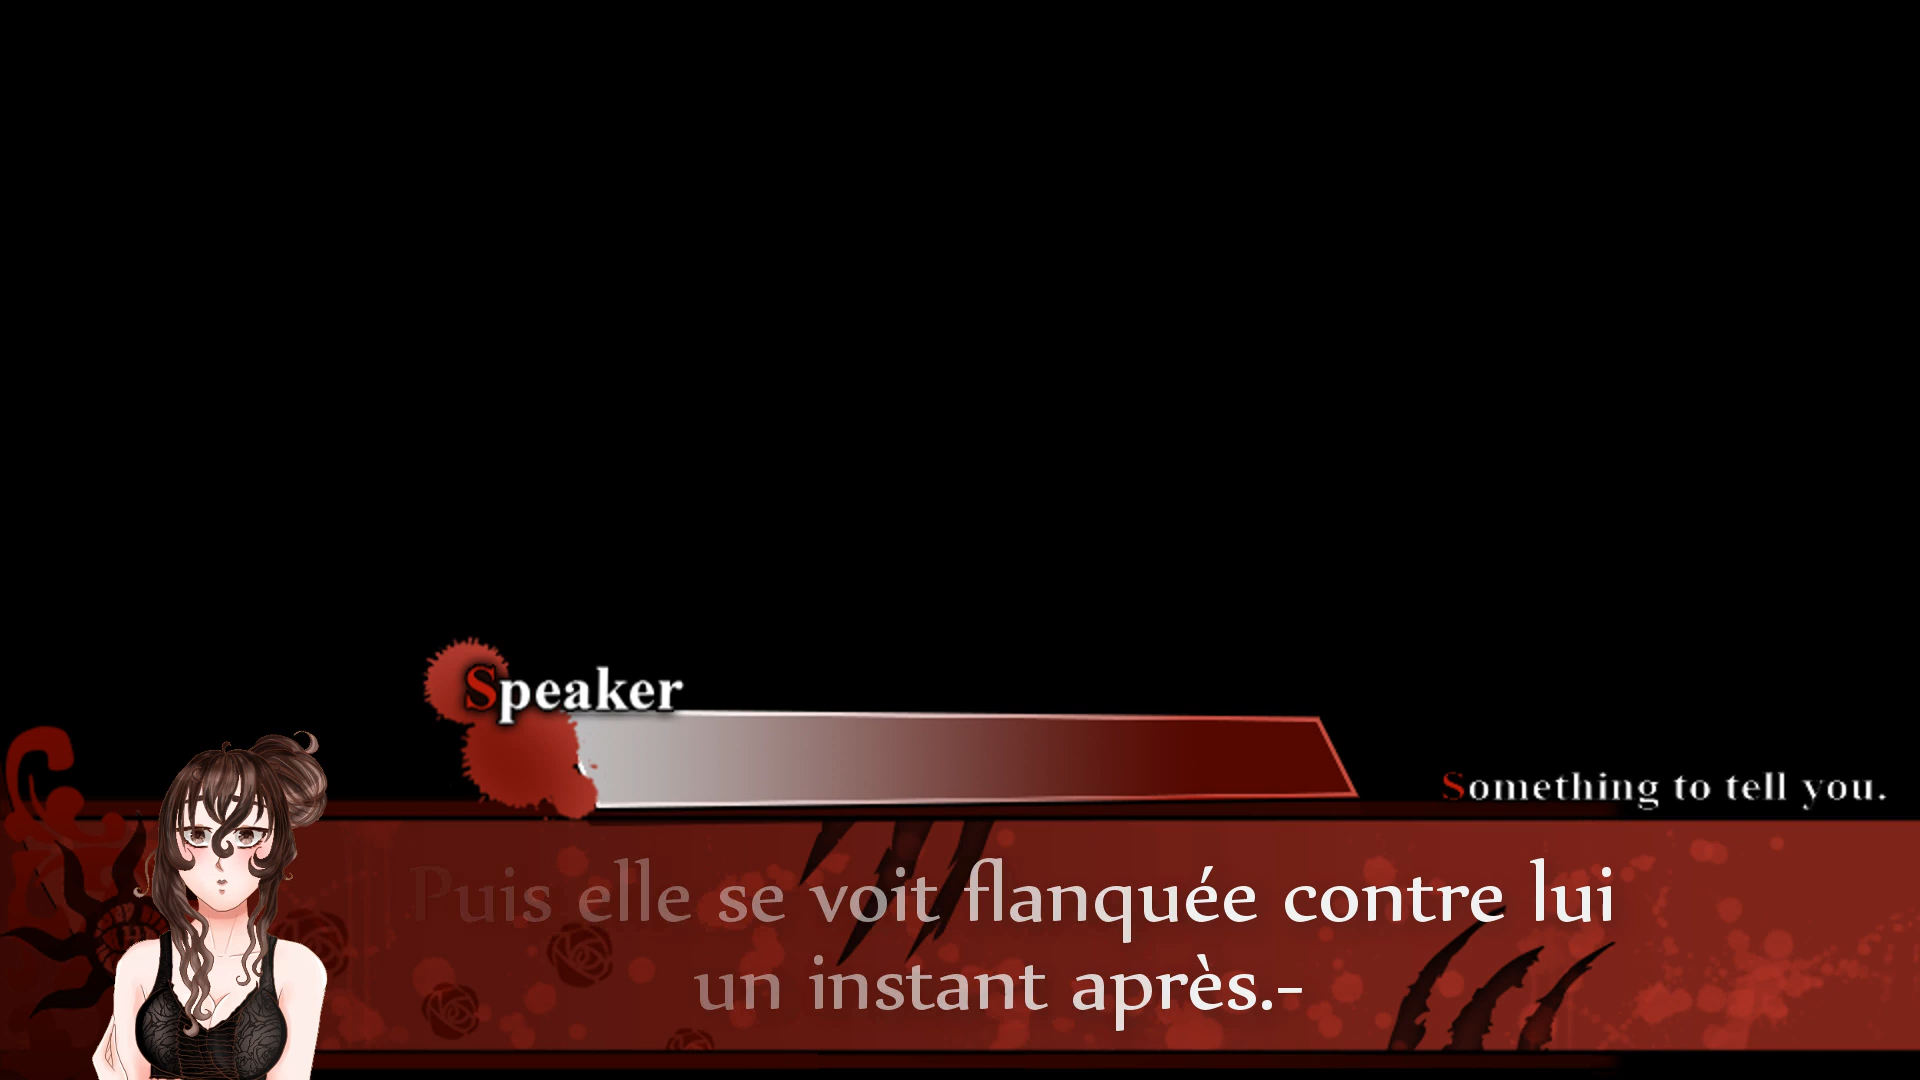 Speaker
Something to tell you.
Puis elle se voit flanquée contre lui
un instant après.-